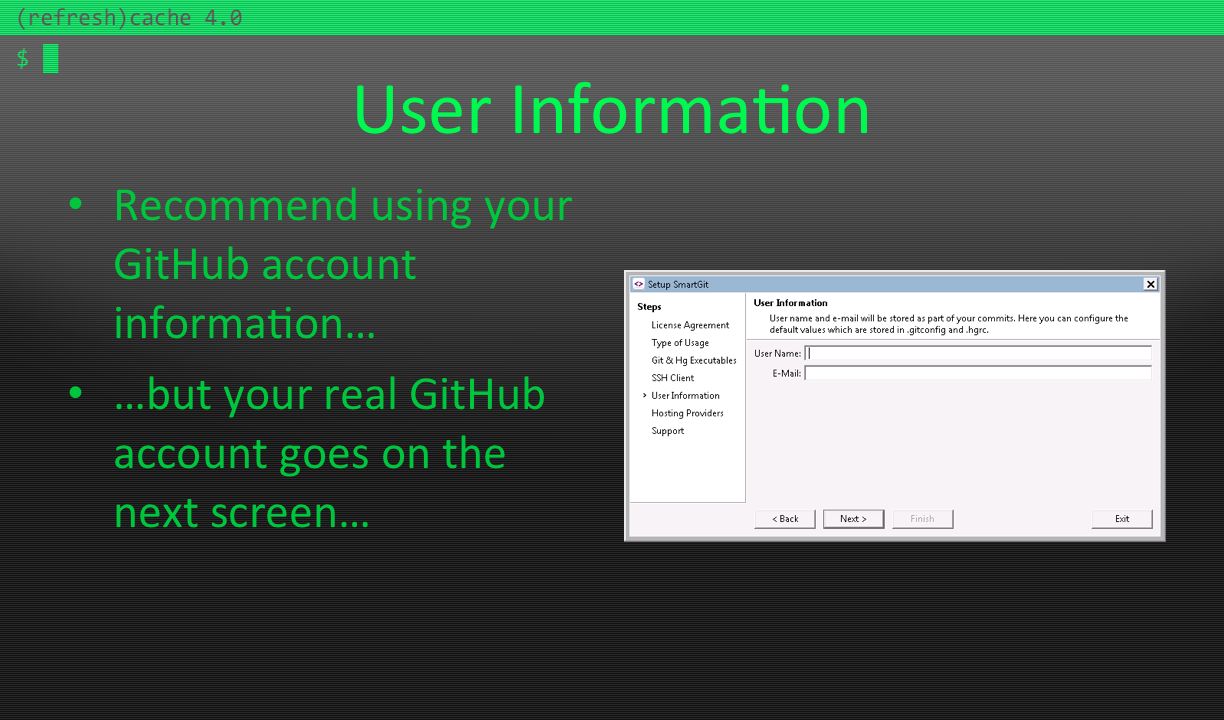 (refresh)cache 4.0
$
User Information
• Recommend using your
GitHub account
information...
• ...but your real GitHub
account goes on the
next screen...
<> Setup SmartGit
Steps
License Agreement
Type of Usage
Git & Hg Executables
SSH Client
> User Information
Hosting Providers
Support
User Information
User name and e-mail will be stored as part of your commits. Here you can configure the
default values which are stored in .gitconfig and .hgrc.
User Name:
E-Mail:
< Back
Next >
Finish
Exit